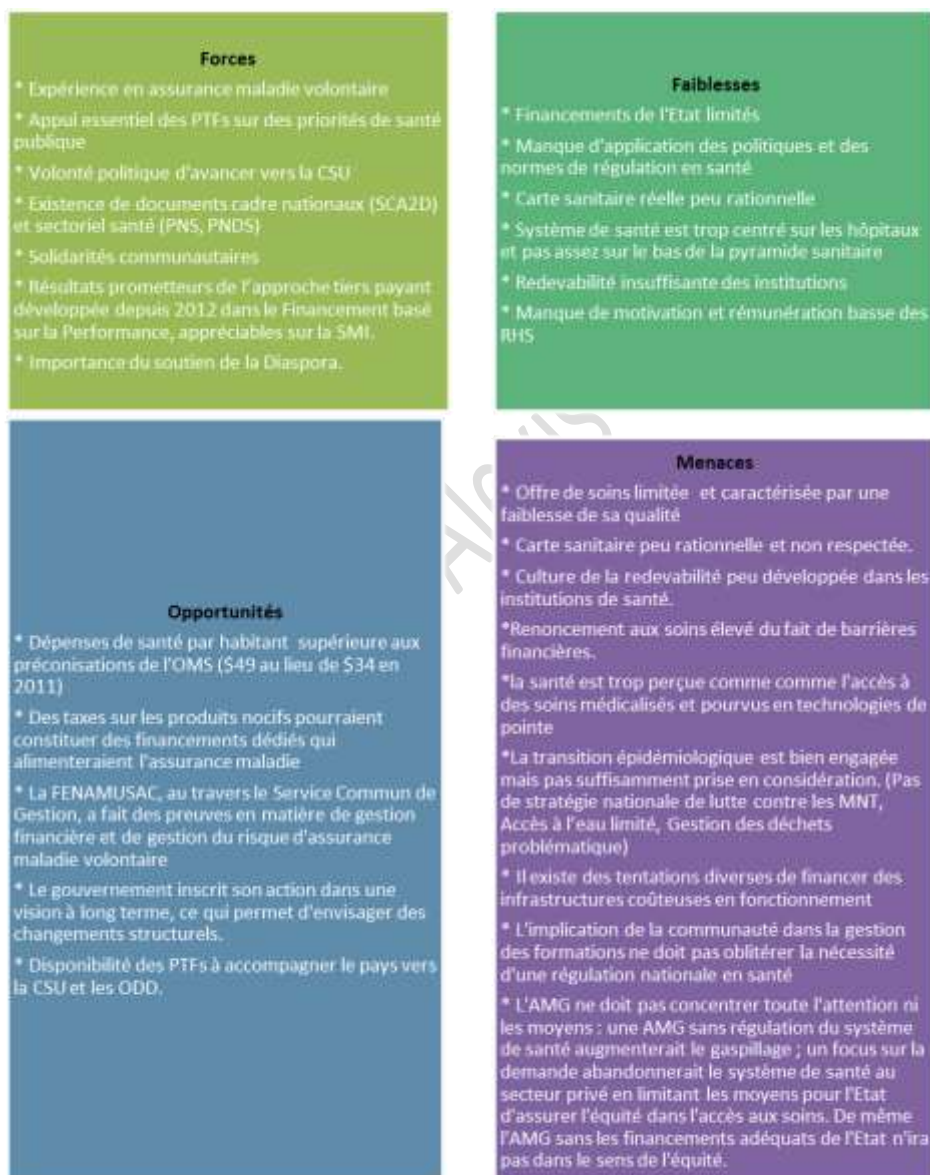 Forces
* Expérience en assurance maladie volontaire
* Appui essentiel des PTFs sur des priorités de santé
publique
* Volonté politique d'avancer vers la CSU
* Existence de documents cadre nationaux (SCA2D)
et sectoriel santé (PNS, PNDS)
* Solidarités communautaires
* Résultats prometteurs de l'approche tiers payant
développée depuis 2012 dans le Financement basé
sur la Performance, appréciables sur la SMI.
* Importance du soutien de la Diaspora.
Faiblesses
* Financements de l'Etat limités
* Manque d'application des politiques et des
normes de régulation en santé
* Carte sanitaire réelle peu rationnelle
* Système de santé est trop centré sur les hôpitaux
et pas assez sur le bas de la pyramide sanitaire
* Redevabilité insuffisante des institutions
* Manque de motivation et rémunération basse des
RHS
Opportunités
* Dépenses de santé par habitant supérieure aux
préconisations de l'OMS ($49 au lieu de $34 en
2011)
* Des taxes sur les produits nocifs pourraient
constituer des financements dédiés qui
alimenteraient l'assurance maladie
* La FENAMUSAC, au travers le Service Commun de
Gestion, a fait des preuves en matière de gestion
financière et de gestion du risque d'assurance
maladie volontaire
* Le gouvernement inscrit son action dans une
vision à long terme, ce qui permet d'envisager des
changements structurels.
* Disponibilité des PTFs à accompagner le pays vers
la CSU et les ODD.
Menaces
* Offre de soins limitée et caractérisée par une
faiblesse de sa qualité
* Carte sanitaire peu rationnelle et non respectée.
* Culture de la redevabilité peu développée dans les
institutions de santé.
*Renoncement aux soins élevé du fait de barrières
financières.
*la santé est trop perçue comme comme l'accès à
des soins médicalisés et pourvus en technologies de
pointe
*La transition épidémiologique est bien engagée
mais pas suffisamment prise en considération. (Pas
de stratégie nationale de lutte contre les MNT,
Accès à l'eau limité, Gestion des déchets
problématique)
* Il existe des tentations diverses de financer des
infrastructures coûteuses en fonctionnement
* L'implication de la communauté dans la gestion
des formations ne doit pas oblitérer la nécessité
d'une régulation nationale en santé
* L'AMG ne doit pas concentrer toute l'attention ni
les moyens : une AMG sans régulation du système
de santé augmenterait le gaspillage ; un focus sur la
demande abandonnerait le système de santé au
secteur privé en limitant les moyens pour l'Etat
d'assurer l'équité dans l'accès aux soins. De même
l'AMG sans les financements adéquats de l'Etat n'ira
pas dans le sens de l'équité.